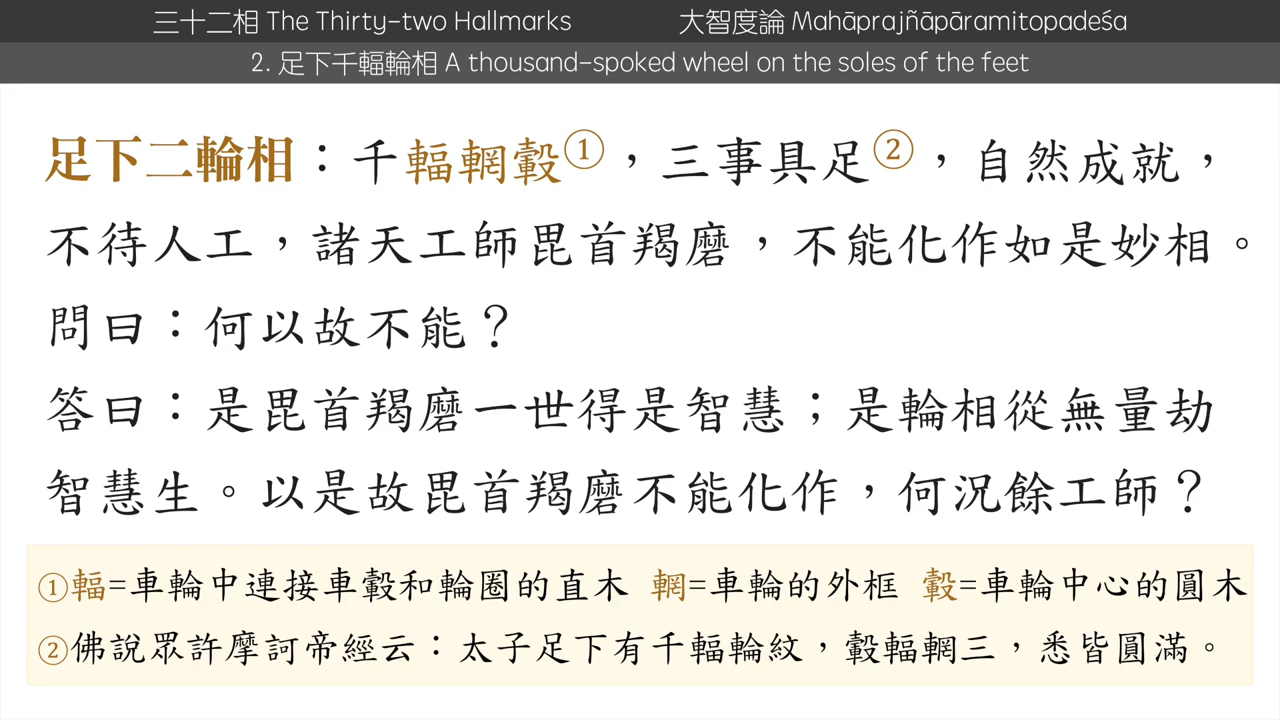 三十二相 The Thirty-two Hallmarks 大智度論 Mahāprajñāpāramitopadeśa
2. 足下千輻輪相 A thousand-spoked wheel on the soles of the feet
足下二輪相：千輻輞轂①，三事具足②，自然成就，
不待人工，諸天工師毘首羯磨，不能化作如是妙相。
問曰：何以故不能？
答曰：是毘首羯磨一世得是智慧；是輪相從無量劫
智慧生。以是故毘首羯磨不能化作，何況餘工師？
①輻=車輪中連接車轂和輪圈的直木 輞=車輪的外框 轂=車輪中心的圓木
②佛說眾許摩訶帝經云：太子足下有千輻輪紋，轂輻輞三，悉皆圓滿。